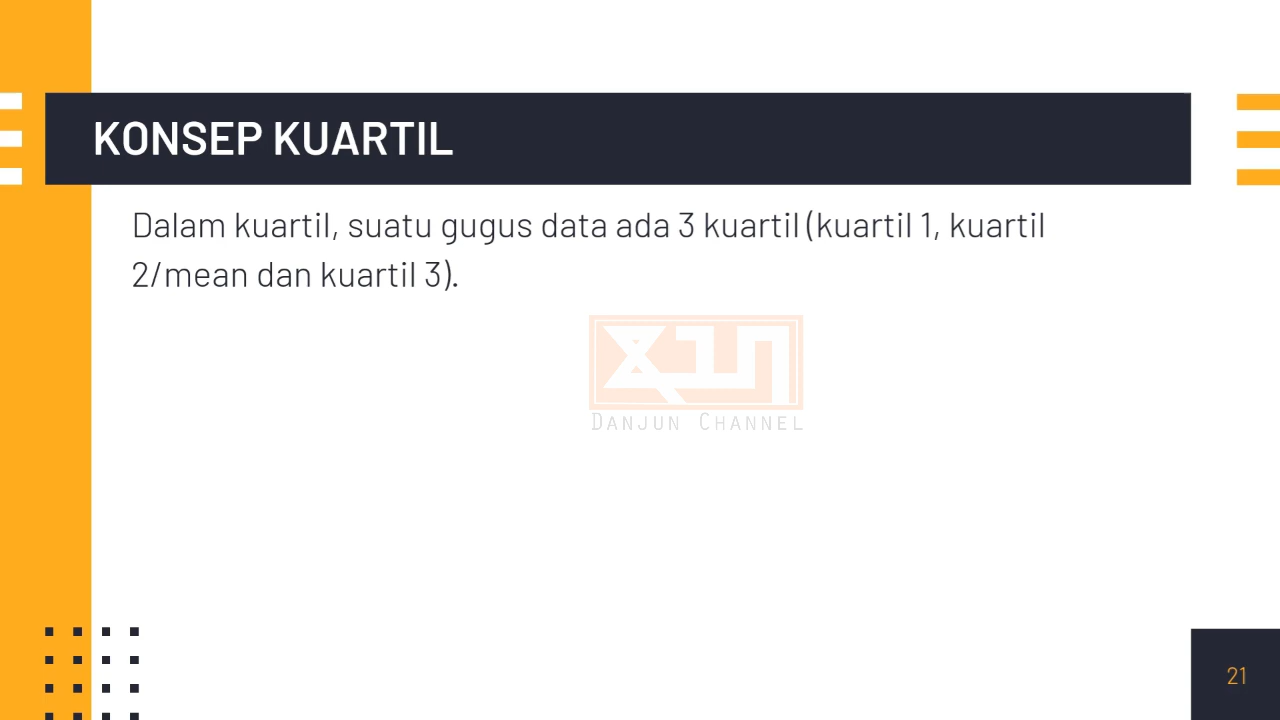 KONSEP KUARTIL
Dalam kuartil, suatu gugus data ada 3 kuartil (kuartil 1, kuartil
2/mean dan kuartil 3).
DANJUN CHANNEL
21